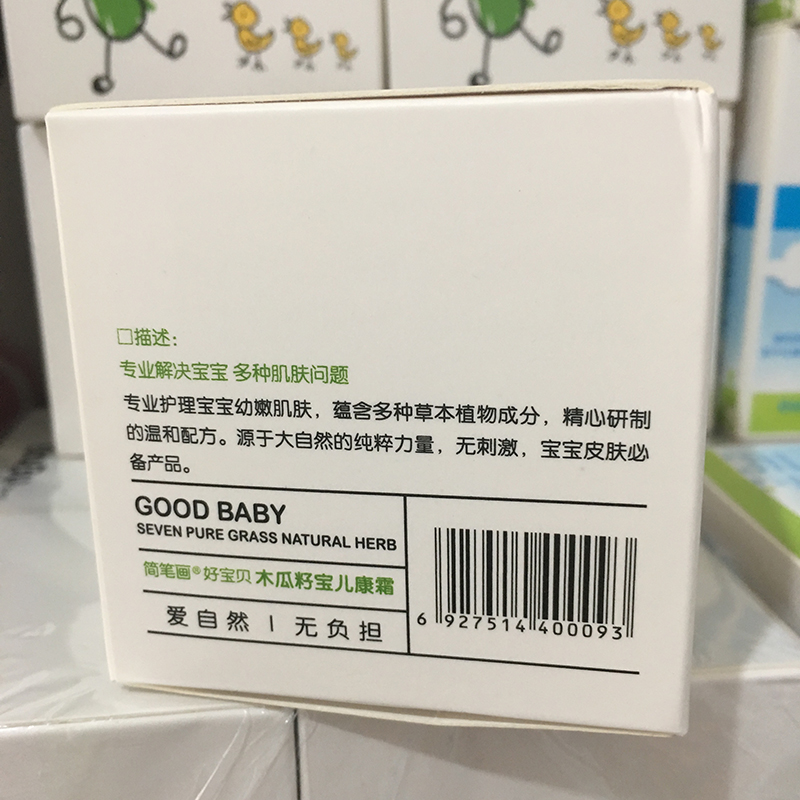 □描述：
专业解决宝宝 多种肌肤问题
专业护理宝宝幼嫩肌肤，蕴含多种草本植物成分，精心研制
的温和配方。源于大自然的纯粹力量，无刺激，宝宝皮肤必
备产品。
GOOD BABY
SEVEN PURE GRASS NATURAL HERB
简笔画®好宝贝 木瓜籽宝儿康霜
爱自然 | 无负担
6 927514 400093